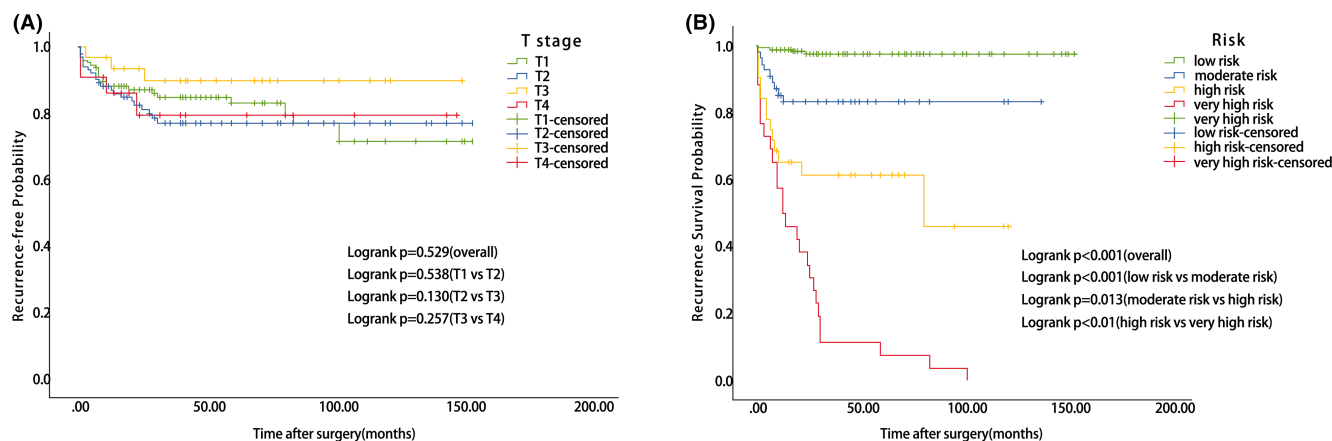 (A)
T stage
T1
T2
T3
T4
T1-censored
T2-censored
T3-censored
T4-censored
Recurrence-free Probability
1.0
0.8
0.6
0.4
0.2
0.0
Logrank p=0.529(overall)
Logrank p=0.538(T1 vs T2)
Logrank p=0.130(T2 vs T3)
Logrank p=0.257(T3 vs T4)
.00 50.00 100.00 150.00 200.00
Time after surgery(months)
(B)
Risk
low risk
moderate risk
high risk
very high risk
very high risk
low risk-censored
high risk-censored
very high risk-censored
Recurrence Survival Probability
1.0
0.8
0.6
0.4
0.2
0.0
Logrank p<0.001(overall)
Logrank p<0.001(low risk vs moderate risk)
Logrank p=0.013(moderate risk vs high risk)
Logrank p<0.01(high risk vs very high risk)
.00 50.00 100.00 150.00 200.00
Time after surgery(months)